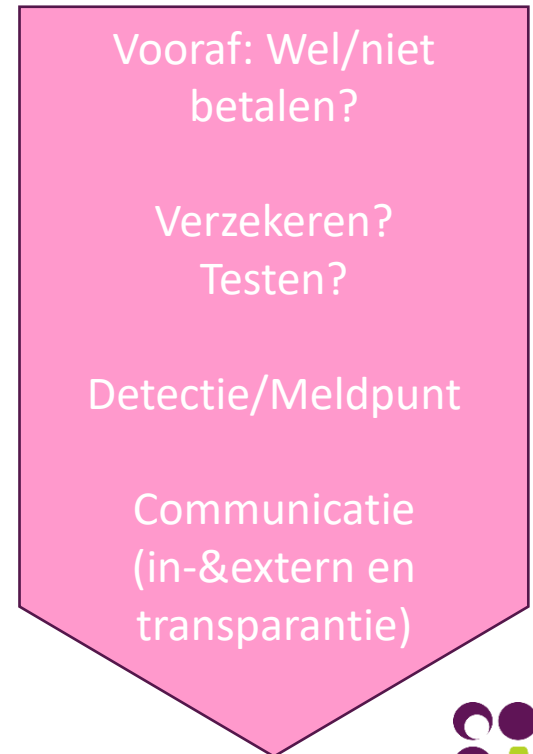 Vooraf: Wel/niet
betalen?
Verzekeren?
Testen?
Detectie/Meldpunt
Communicatie
(in-&extern en
transparantie)